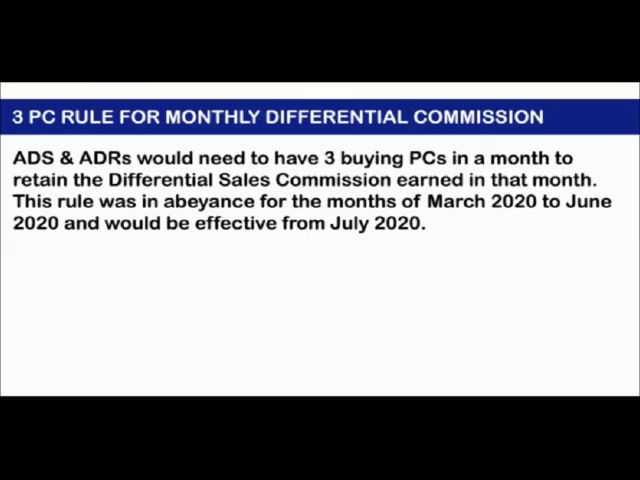 3 PC RULE FOR MONTHLY DIFFERENTIAL COMMISSION
ADS & ADRs would need to have 3 buying PCs in a month to
retain the Differential Sales Commission earned in that month.
This rule was in abeyance for the months of March 2020 to June
2020 and would be effective from July 2020.